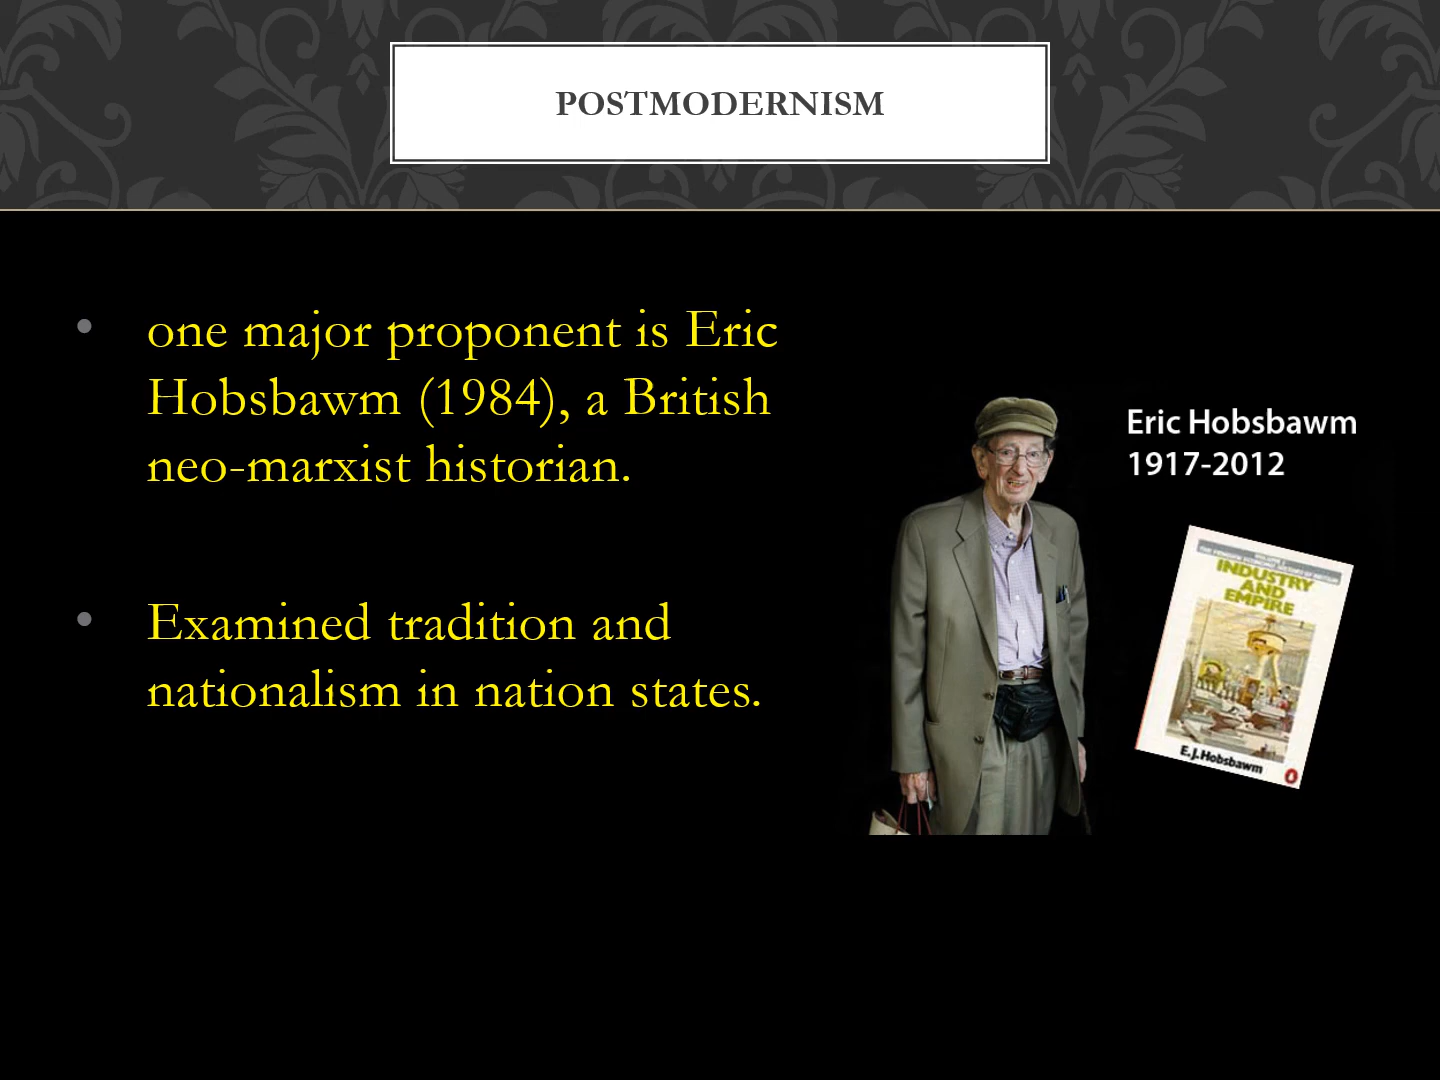 POSTMODERNISM
• one major proponent is Eric
Hobsbawm (1984), a British
neo-marxist historian.
• Examined tradition and
nationalism in nation states.
Eric Hobsbawm
1917-2012
INDUSTRY
AND
EMPIRE
E.J.Hobsbawm